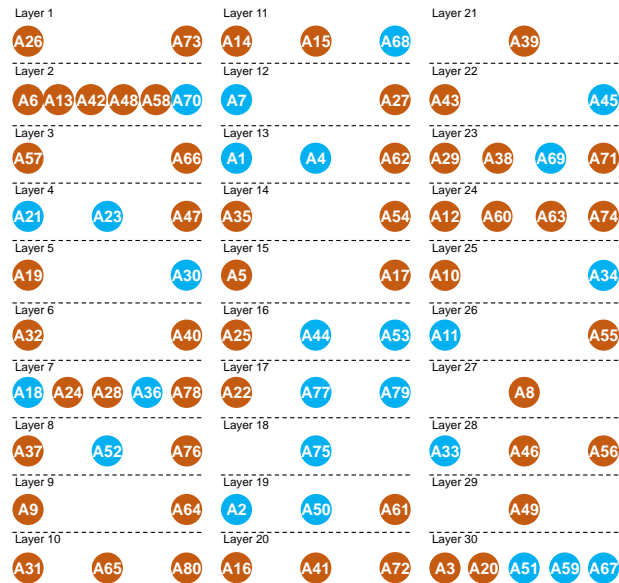 Layer 1
A26 A73
Layer 2
A6 A13 A42 A48 A58 A70
Layer 3
A57 A66
Layer 4
A21 A23 A47
Layer 5
A19 A30
Layer 6
A32 A40
Layer 7
A18 A24 A28 A36 A78
Layer 8
A37 A52 A76
Layer 9
A9 A64
Layer 10
A31 A65 A80
Layer 11
A14 A15 A68
Layer 12
A7 A27
Layer 13
A1 A4 A62
Layer 14
A35 A54
Layer 15
A5 A17
Layer 16
A25 A44 A53
Layer 17
A22 A77 A79
Layer 18
A75
Layer 19
A2 A50 A61
Layer 20
A16 A41 A72
Layer 21
A39
Layer 22
A43 A45
Layer 23
A29 A38 A69 A71
Layer 24
A12 A60 A63 A74
Layer 25
A10 A34
Layer 26
A11 A55
Layer 27
A8
Layer 28
A33 A46 A56
Layer 29
A49
Layer 30
A3 A20 A51 A59 A67